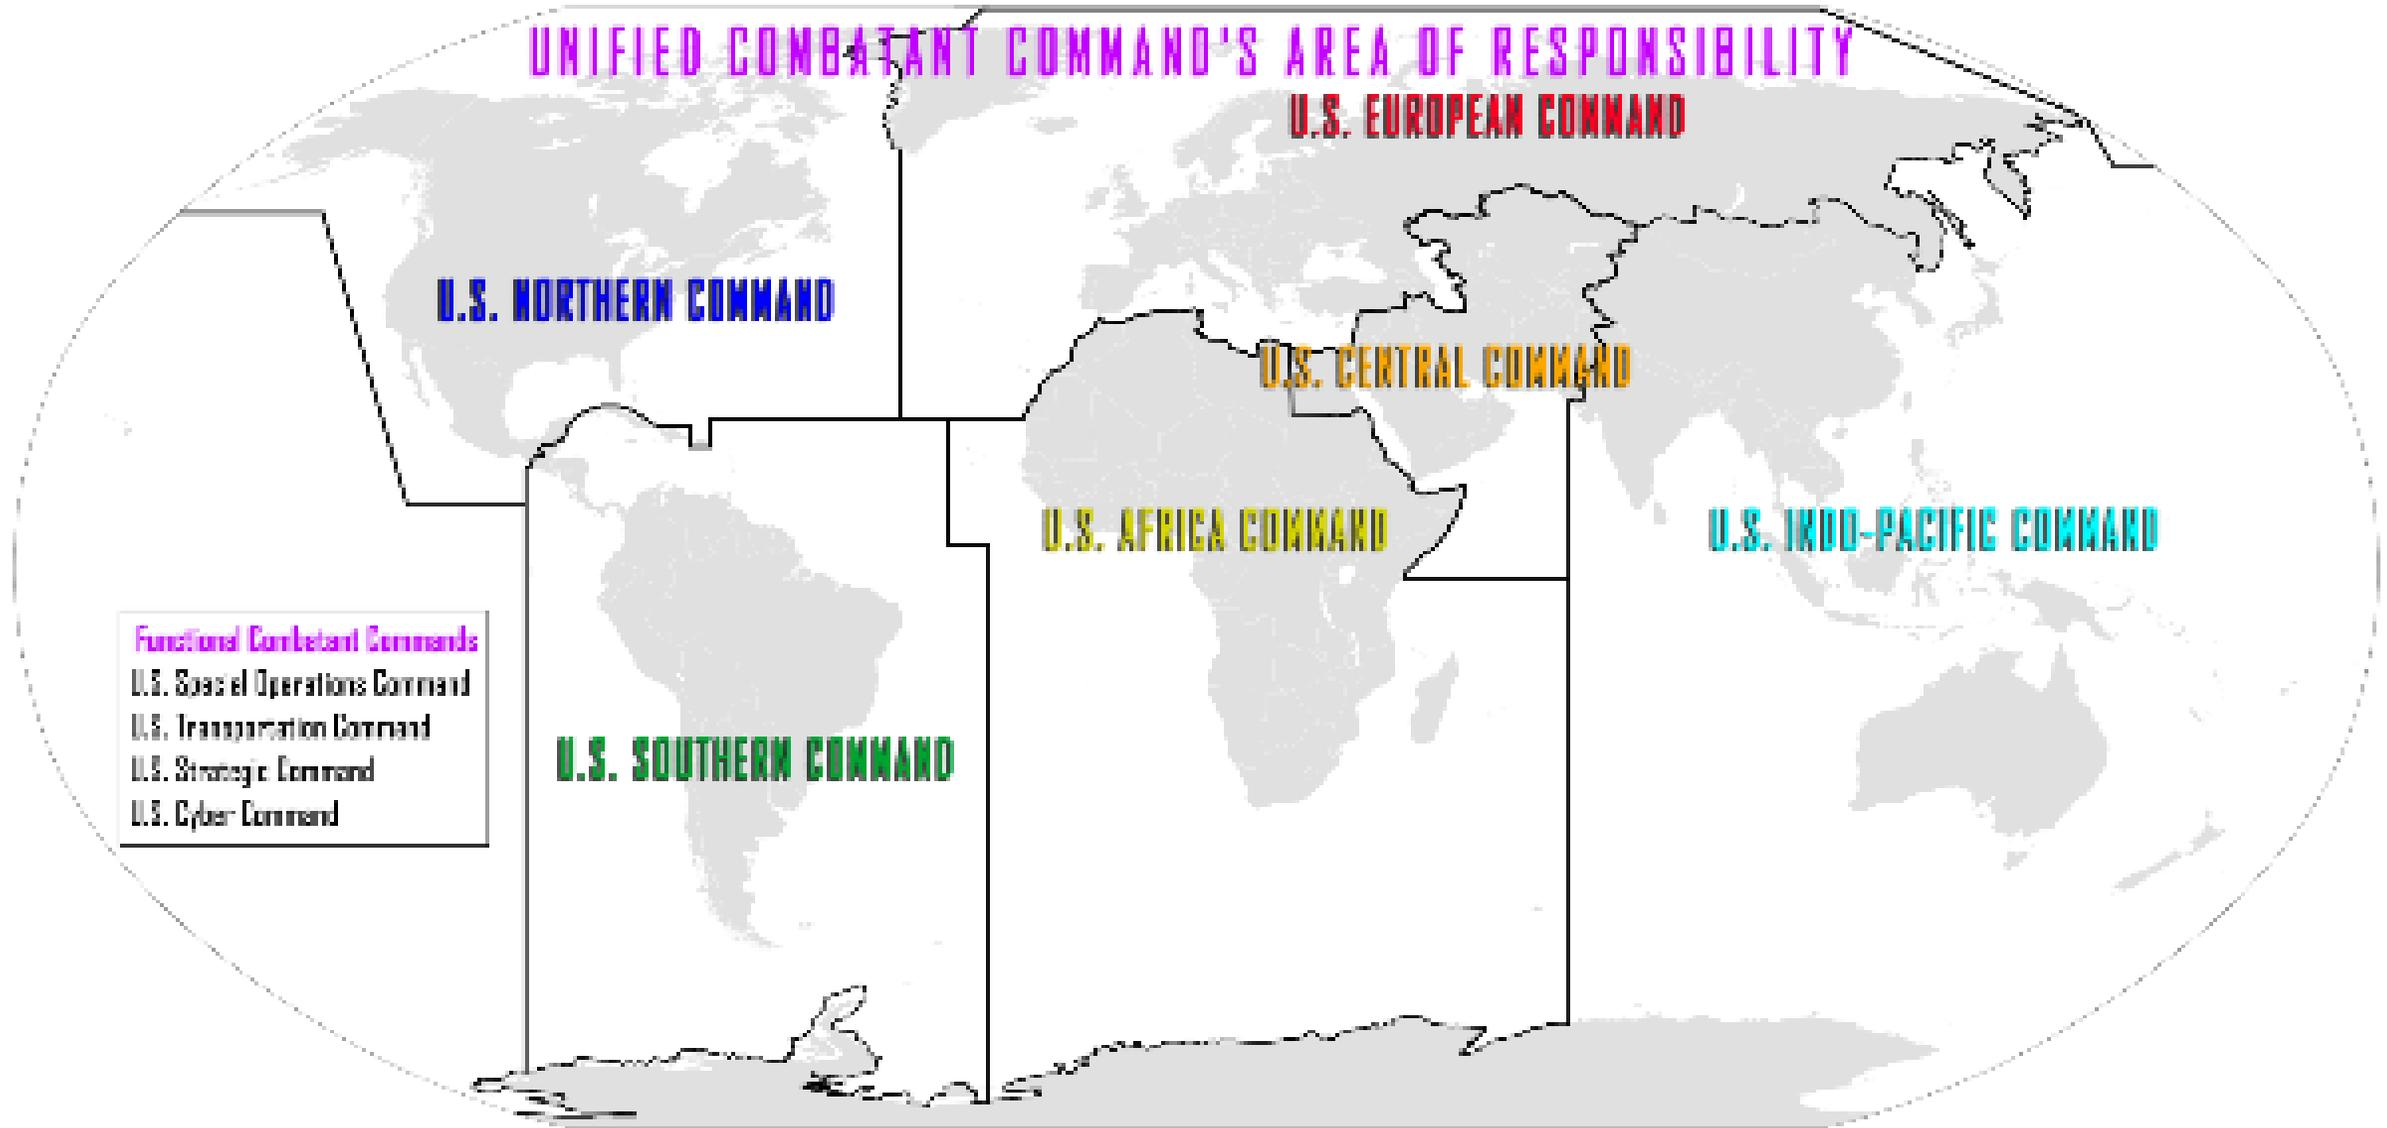 UNIFIED COMBATANT COMMAND'S AREA OF RESPONSIBILITY
U.S. EUROPEAN COMMAND
U.S. NORTHERN COMMAND
U.S. CENTRAL COMMAND
U.S. AFRICA COMMAND
U.S. INDO-PACIFIC COMMAND
U.S. SOUTHERN COMMAND
Functional Combatant Commands
U.S. Special Operations Command
U.S. Transportation Command
U.S. Strategic Command
U.S. Cyber Command